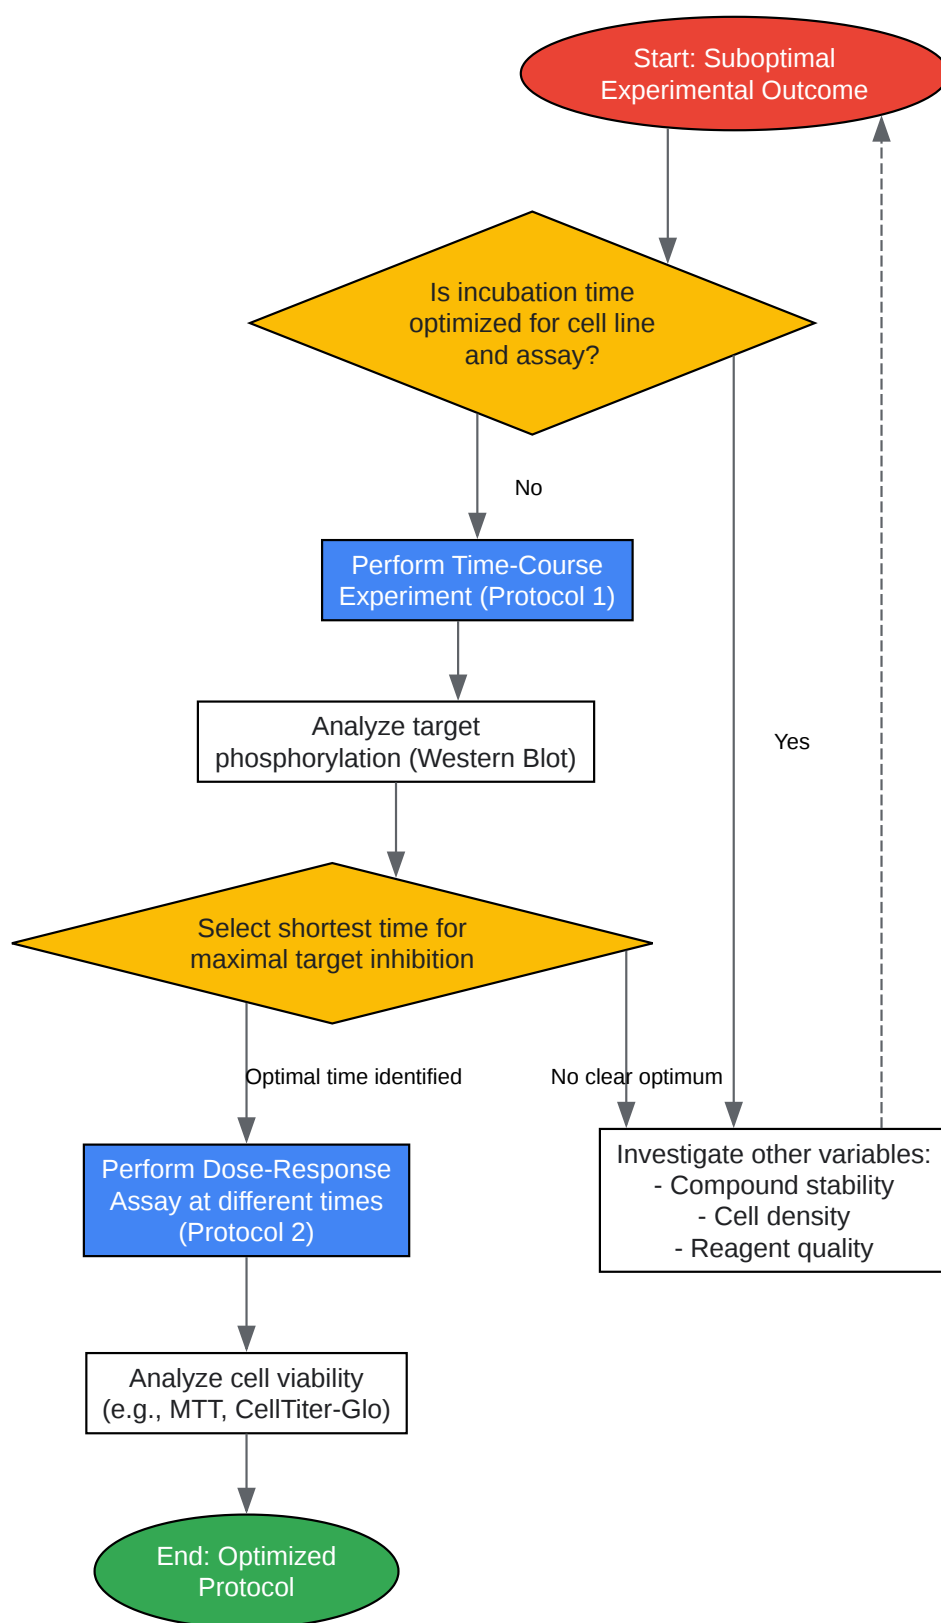 Start: Suboptimal
Experimental Outcome
Is incubation time
optimized for cell line
and assay?
No
Perform Time-Course
Experiment (Protocol 1)
Analyze target
phosphorylation (Western Blot)
Yes
Select shortest time for
maximal target inhibition
Optimal time identified
No clear optimum
Perform Dose-Response
Assay at different times
(Protocol 2)
Investigate other variables:
- Compound stability
- Cell density
- Reagent quality
Analyze cell viability
(e.g., MTT, CellTiter-Glo)
End: Optimized
Protocol